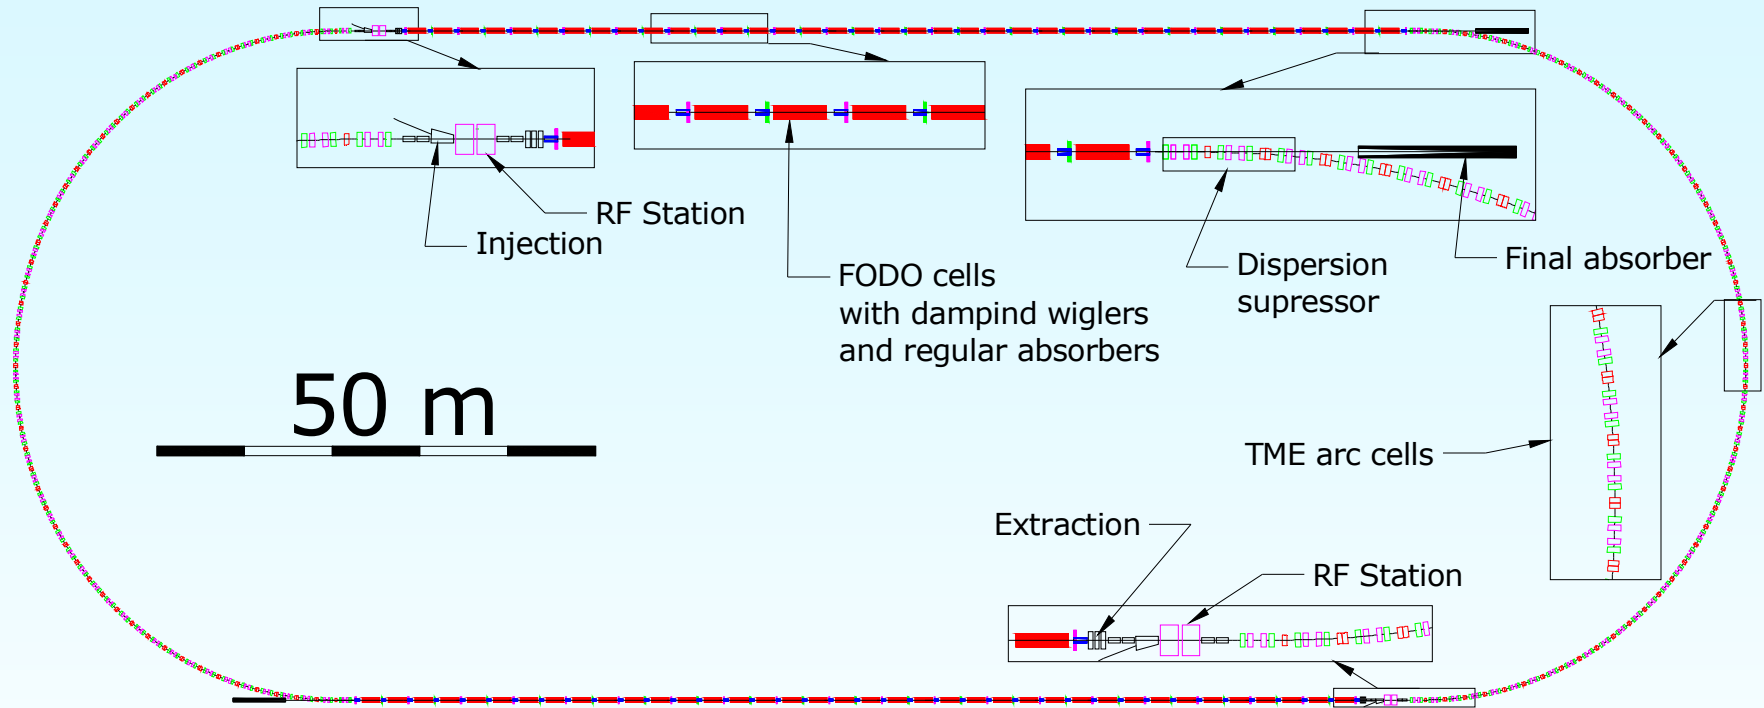 RF Station
Injection
FODO cells
with dampind wiglers
and regular absorbers
Dispersion
supressor
Final absorber
50 m
TME arc cells
Extraction
RF Station